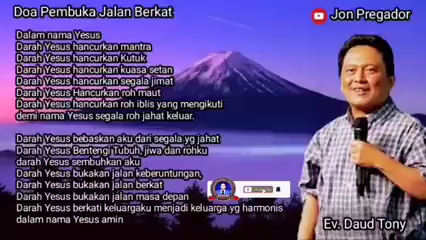 Doa Pembuka Jalan Berkat
Jon Pregador
Dalam nama Yesus
Darah Yesus hancurkan mantra
Darah Yesus hancurkan Kutuk
Darah Yesus hancurkan kuasa setan
Darah Yesus hancurkan segala jimat
Darah Yesus Hancurkan roh maut
Darah Yesus hancurkan roh iblis yang mengikuti
demi nama Yesus segala roh jahat keluar.
Darah Yesus bebaskan aku dari segala yg jahat
Darah Yesus Bentengi Tubuh, jiwa dan rohku
darah Yesus sembuhkan aku
Darah Yesus bukakan jalan keberuntungan,
Darah Yesus bukakan jalan berkat
Darah Yesus bukakan jalan masa depan
Darah Yesus berkati keluargaku menjadi keluarga yg harmonis
dalam nama Yesus amin
Ev. Daud Tony